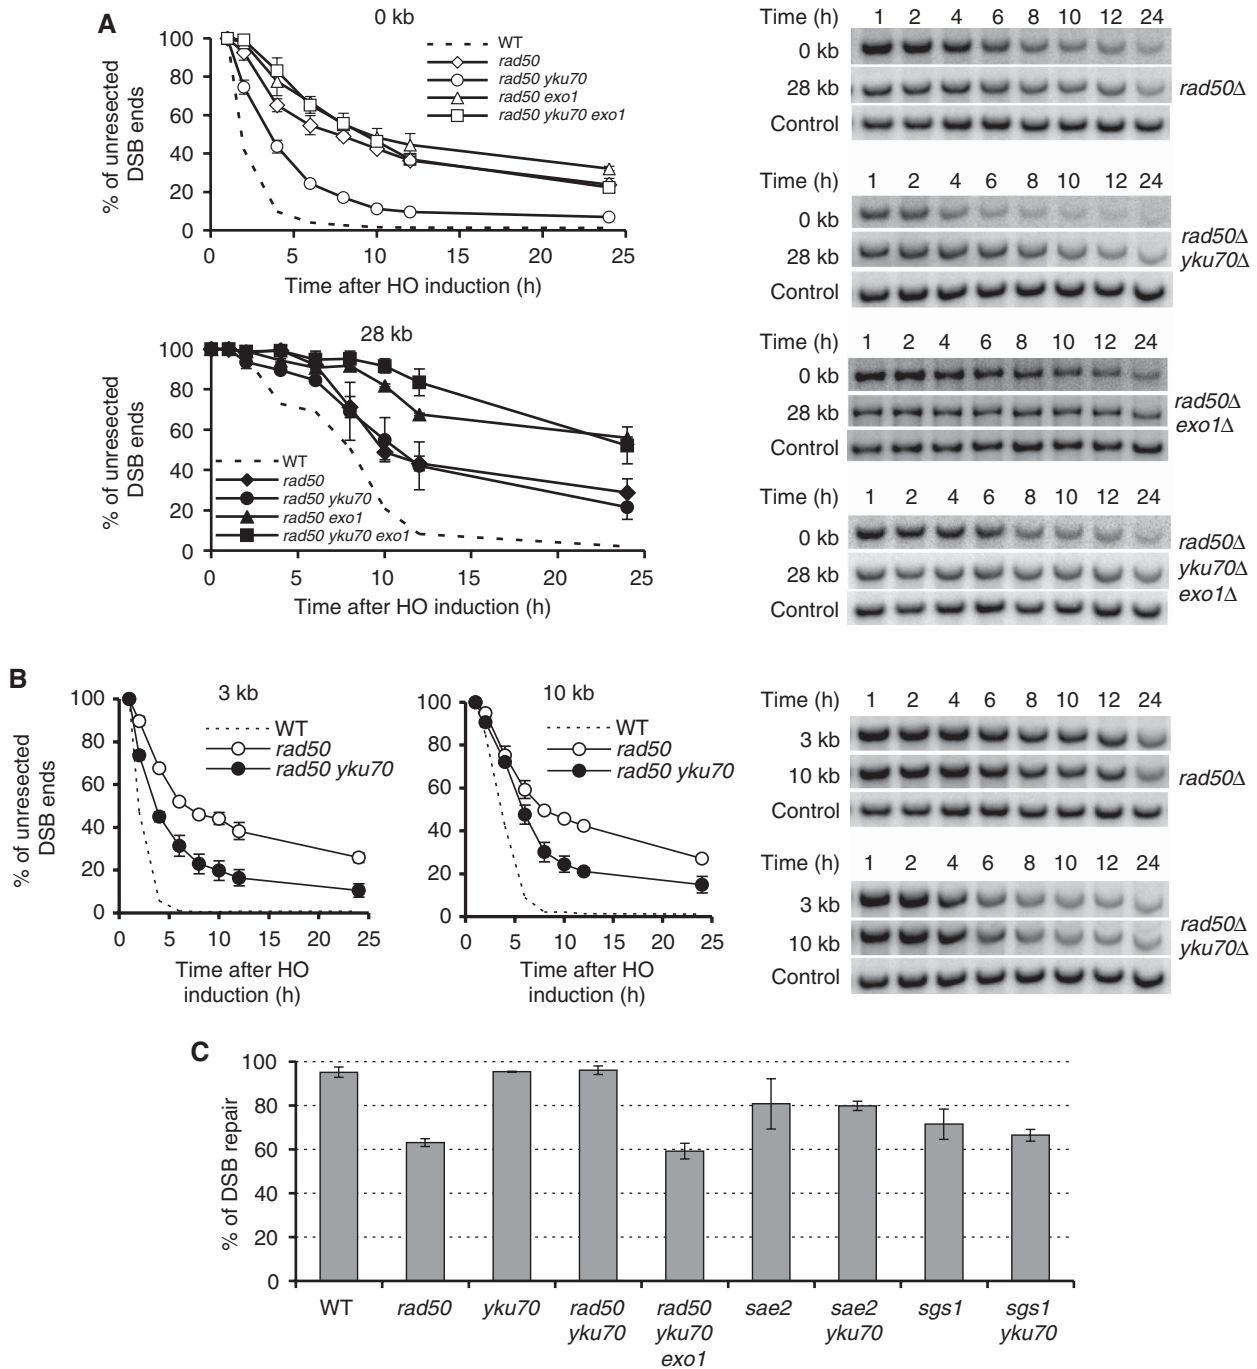 A
0 kb
100
80
60
40
20
0
0 5 10 15 20 25
% of unresected
DSB ends
Time after HO induction (h)
WT
rad50
rad50 yku70
rad50 exo1
rad50 yku70 exo1
Time (h) 1 2 4 6 8 10 12 24
0 kb
28 kb
Control
rad50Δ
Time (h) 1 2 4 6 8 10 12 24
0 kb
28 kb
Control
rad50Δ
yku70Δ
28 kb
100
80
60
40
20
0
0 5 10 15 20 25
% of unresected
DSB ends
Time after HO induction (h)
WT
rad50
rad50 yku70
rad50 exo1
rad50 yku70 exo1
Time (h) 1 2 4 6 8 10 12 24
0 kb
28 kb
Control
rad50Δ
exo1Δ
Time (h) 1 2 4 6 8 10 12 24
0 kb
28 kb
Control
rad50Δ
yku70Δ
exo1Δ
B
3 kb
100
80
60
40
20
0
0 5 10 15 20 25
% of unresected
DSB ends
Time after HO
induction (h)
WT
rad50
rad50 yku70
10 kb
100
80
60
40
20
0
0 5 10 15 20 25
Time after HO
induction (h)
WT
rad50
rad50 yku70
Time (h) 1 2 4 6 8 10 12 24
3 kb
10 kb
Control
rad50Δ
Time (h) 1 2 4 6 8 10 12 24
3 kb
10 kb
Control
rad50Δ
yku70Δ
C
100
80
60
40
20
0
% of DSB repair
WT
rad50
yku70
rad50
yku70
rad50
yku70
exo1
sae2
sae2
yku70
sgs1
sgs1
yku70